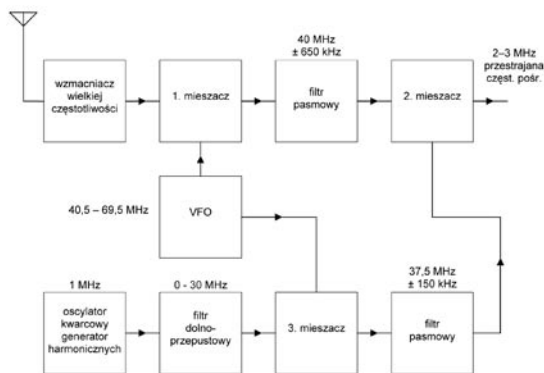 40 MHz
± 650 kHz
2–3 MHz
przestrajana
częst. pośr.
wzmacniacz
wielkiej
częstotliwości
1. mieszacz
filtr
pasmowy
2. mieszacz
40,5 – 69,5 MHz
VFO
1 MHz
0 - 30 MHz
37,5 MHz
± 150 kHz
oscylator
kwarcowy
generator
harmonicznych
filtr
dolno-
przepustowy
3. mieszacz
filtr
pasmowy